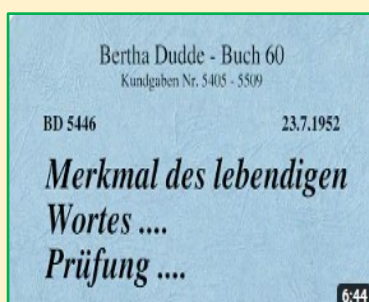 Bertha Dudde - Buch 60
Kundgaben Nr. 5405 - 5509
BD 5446 23.7.1952
Merkmal des lebendigen
Wortes ....
Prüfung ....
6:44